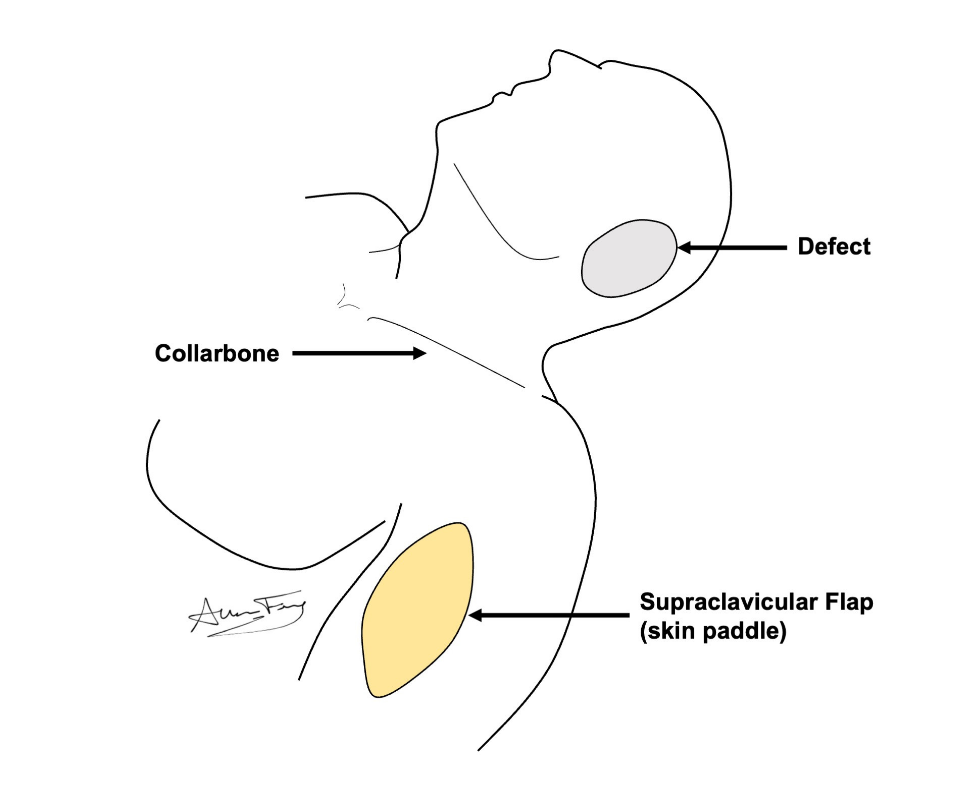 Defect
Collarbone
Supraclavicular Flap
(skin paddle)